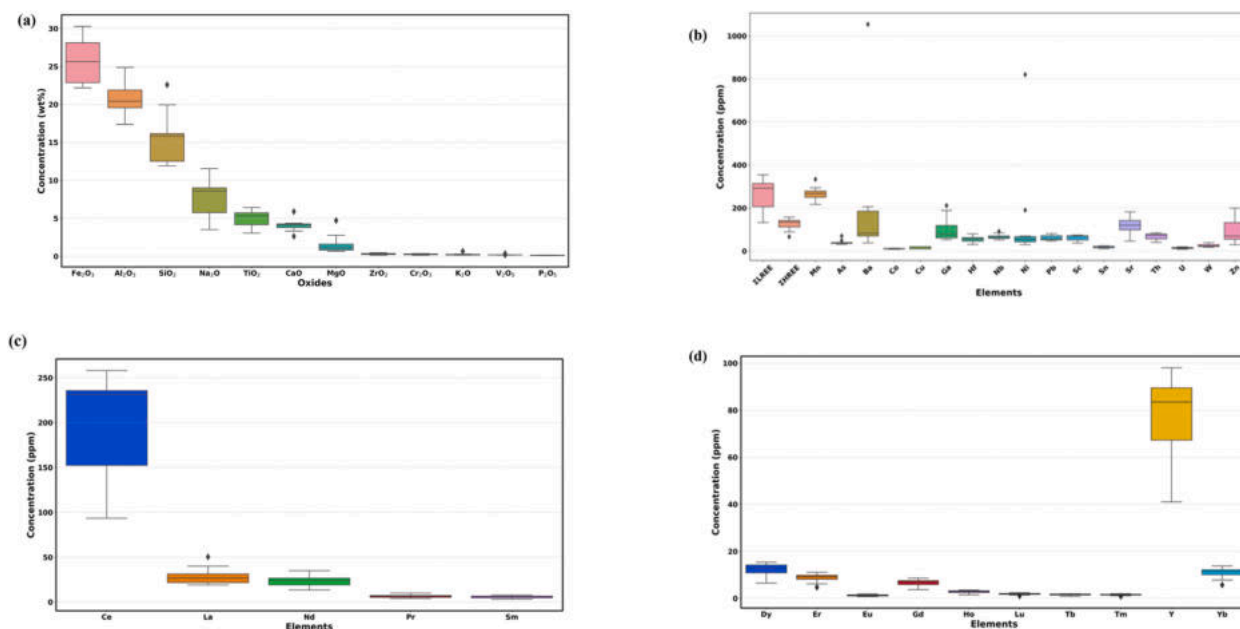 (a)
30
25
20
15
10
5
0
Concentration (wt%)
Fe₂O₃ Al₂O₃ SiO₂ Na₂O TiO₂ CaO MgO ZrO₂ Cr₂O₃ K₂O V₂O₅ P₂O₅
Oxides
(b)
1000
800
600
400
200
0
Concentration (ppm)
ΣLREE ΣHREE Mn As Ba Co Cu Ga Hf Nb Ni Pb Sc Sn Sr Th U W Zn
Elements
(c)
250
200
150
100
50
0
Concentration (ppm)
Ce La Nd Pr Sm
Elements
(d)
100
80
60
40
20
0
Concentration (ppm)
Dy Er Eu Gd Ho Lu Tb Tm Y Yb
Elements